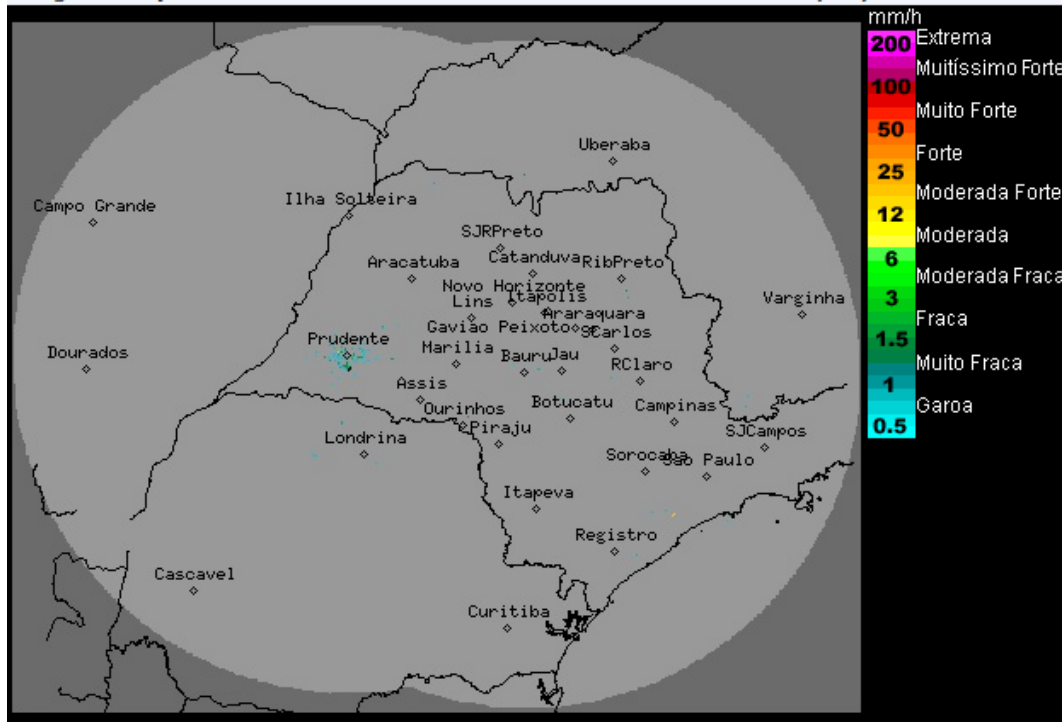 mm/h
200 Extrema
Muitíssimo Forte
100
Muito Forte
50
Forte
25
Moderada Forte
12
Moderada
6
Moderada Fraca
3
Fraca
1.5
Muito Fraca
1
Garoa
0.5
Uberaba
Campo Grande
Ilha Solteira
SJRPreto
Catanduva
Aracatuba
RibPreto
Novo Horizonte
Lins
Itapolis
Varginha
Araraquara
Gavião Peixoto
SCarlos
Prudente
Dourados
Marilia
Bauru
Jau
RClaro
Assis
Ourinhos
Botucatu
Campinas
Piraju
Londrina
SJCampos
Sorocaba
Sao Paulo
Itapeva
Registro
Cascavel
Curitiba